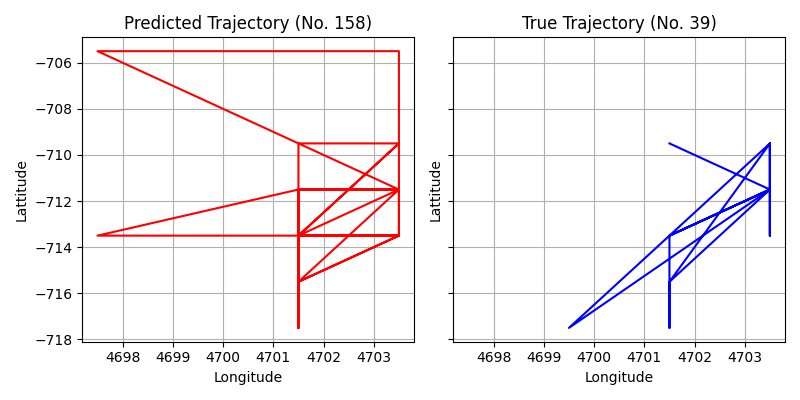 Predicted Trajectory (No. 158)
True Trajectory (No. 39)
−706
−708
−710
−712
−714
−716
−718
Lattitude
Lattitude
4698 4699 4700 4701 4702 4703
4698 4699 4700 4701 4702 4703
Longitude
Longitude